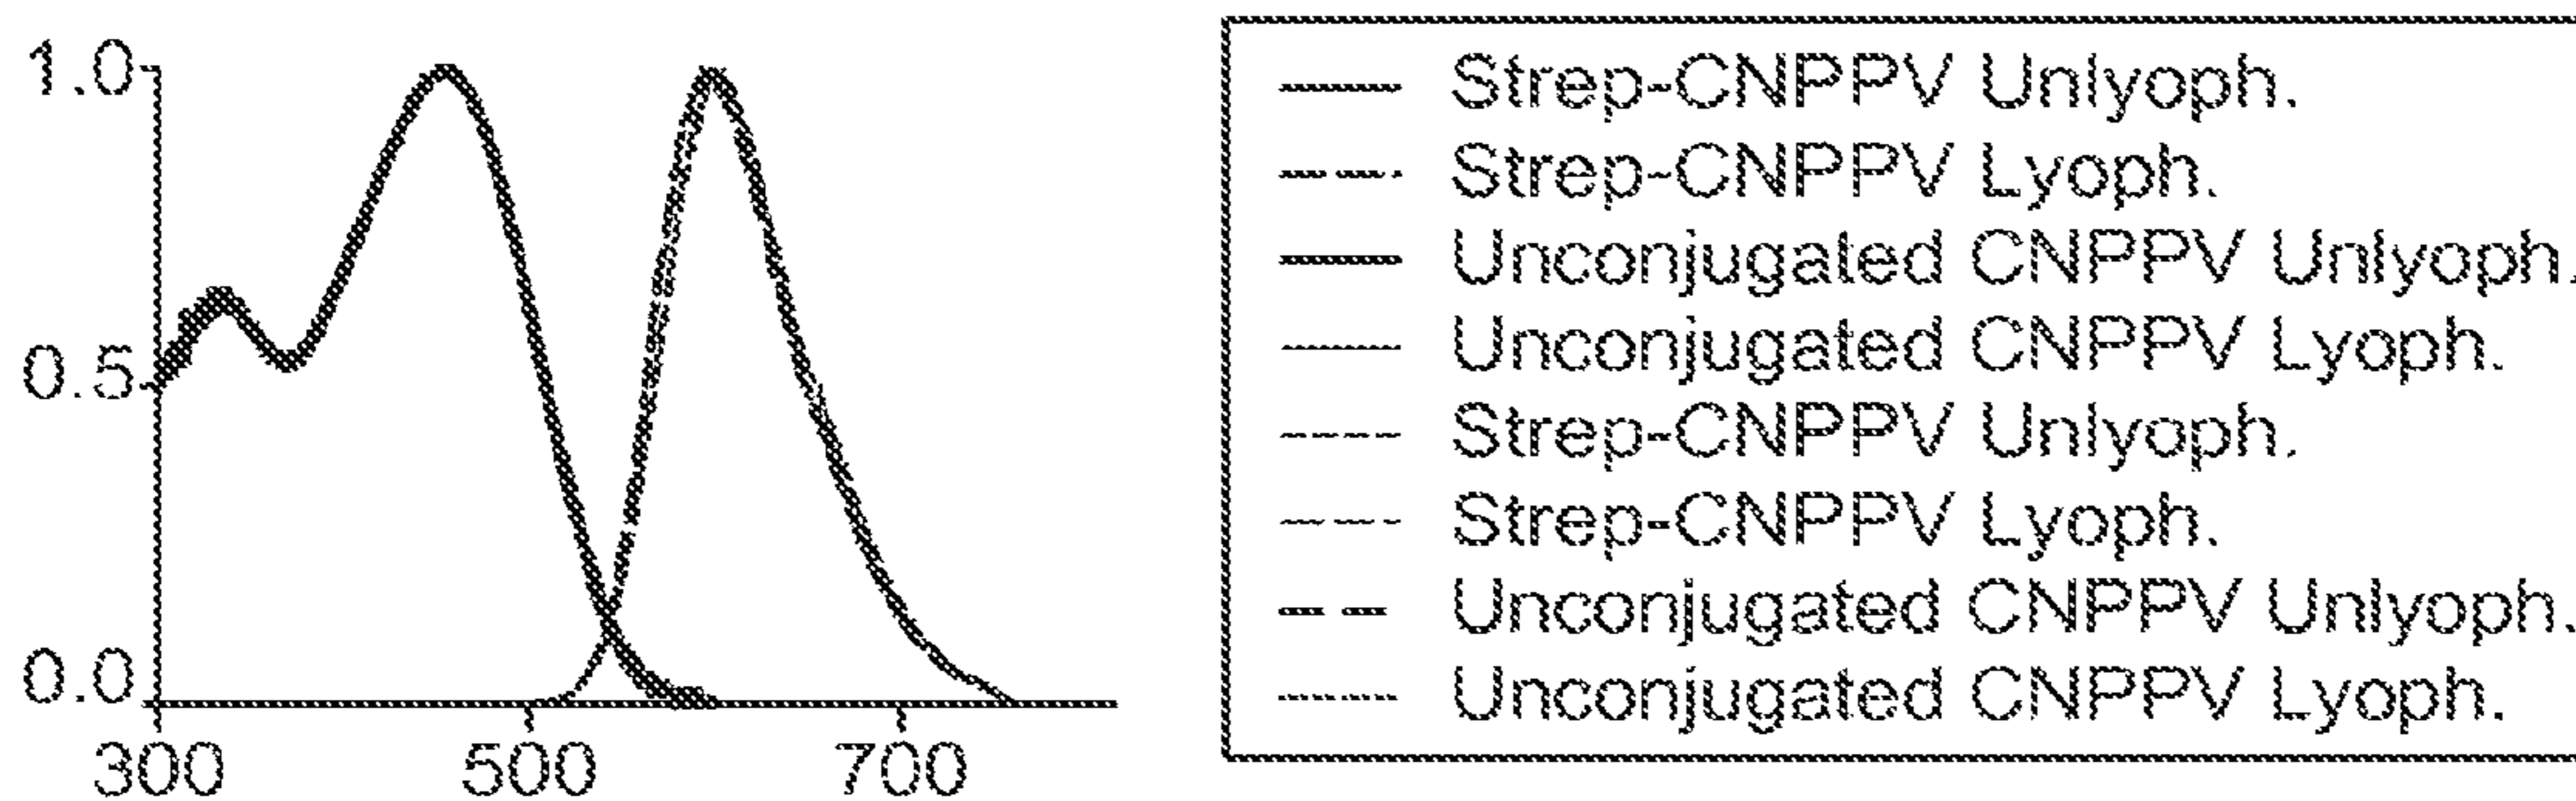 1.0
0.5
0.0
300 500 700
Strep-CNPPV Unlyoph.
Strep-CNPPV Lyoph.
Unconjugated CNPPV Unlyoph.
Unconjugated CNPPV Lyoph.
Strep-CNPPV Unlyoph.
Strep-CNPPV Lyoph.
Unconjugated CNPPV Unlyoph.
Unconjugated CNPPV Lyoph.